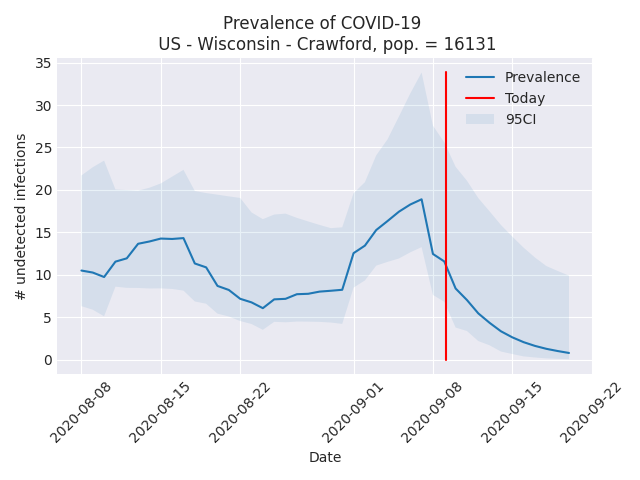 Prevalence of COVID-19
US - Wisconsin - Crawford, pop. = 16131
35
30
25
20
15
10
5
0
# undetected infections
Prevalence
Today
95CI
2020-08-08
2020-08-15
2020-08-22
2020-09-01
2020-09-08
2020-09-15
2020-09-22
Date